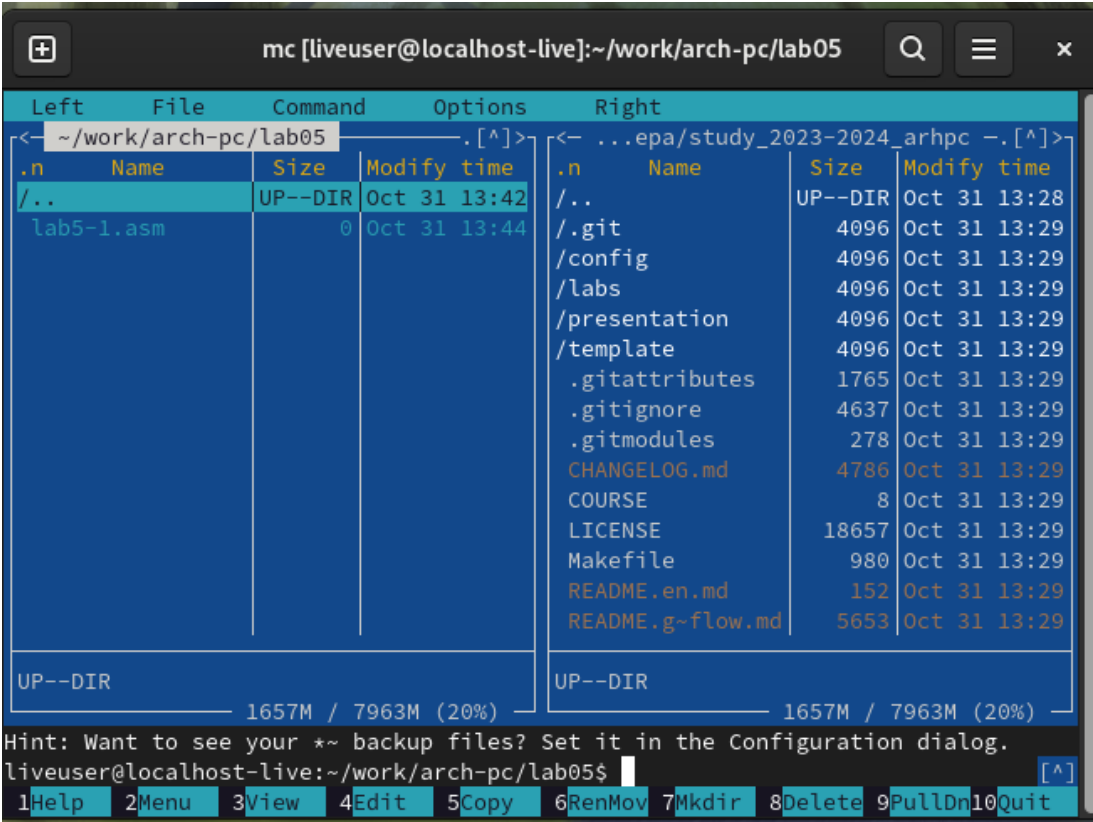 mc [liveuser@localhost-live]:~/work/arch-pc/lab05
Left File Command Options Right
<- ~/work/arch-pc/lab05 .[^]> <- ...epa/study_2023-2024_arhpc .[^]>
.n Name Size Modify time .n Name Size Modify time
/.. UP--DIR Oct 31 13:42 /.. UP--DIR Oct 31 13:28
lab5-1.asm 0 Oct 31 13:44 /.git 4096 Oct 31 13:29
/config 4096 Oct 31 13:29
/labs 4096 Oct 31 13:29
/presentation 4096 Oct 31 13:29
/template 4096 Oct 31 13:29
.gitattributes 1765 Oct 31 13:29
.gitignore 4637 Oct 31 13:29
.gitmodules 278 Oct 31 13:29
CHANGELOG.md 4786 Oct 31 13:29
COURSE 8 Oct 31 13:29
LICENSE 18657 Oct 31 13:29
Makefile 980 Oct 31 13:29
README.en.md 152 Oct 31 13:29
README.g~flow.md 5653 Oct 31 13:29
UP--DIR UP--DIR
1657M / 7963M (20%) 1657M / 7963M (20%)
Hint: Want to see your *~ backup files? Set it in the Configuration dialog.
liveuser@localhost-live:~/work/arch-pc/lab05$ [^]
1Help 2Menu 3View 4Edit 5Copy 6RenMov 7Mkdir 8Delete 9PullDn 10Quit